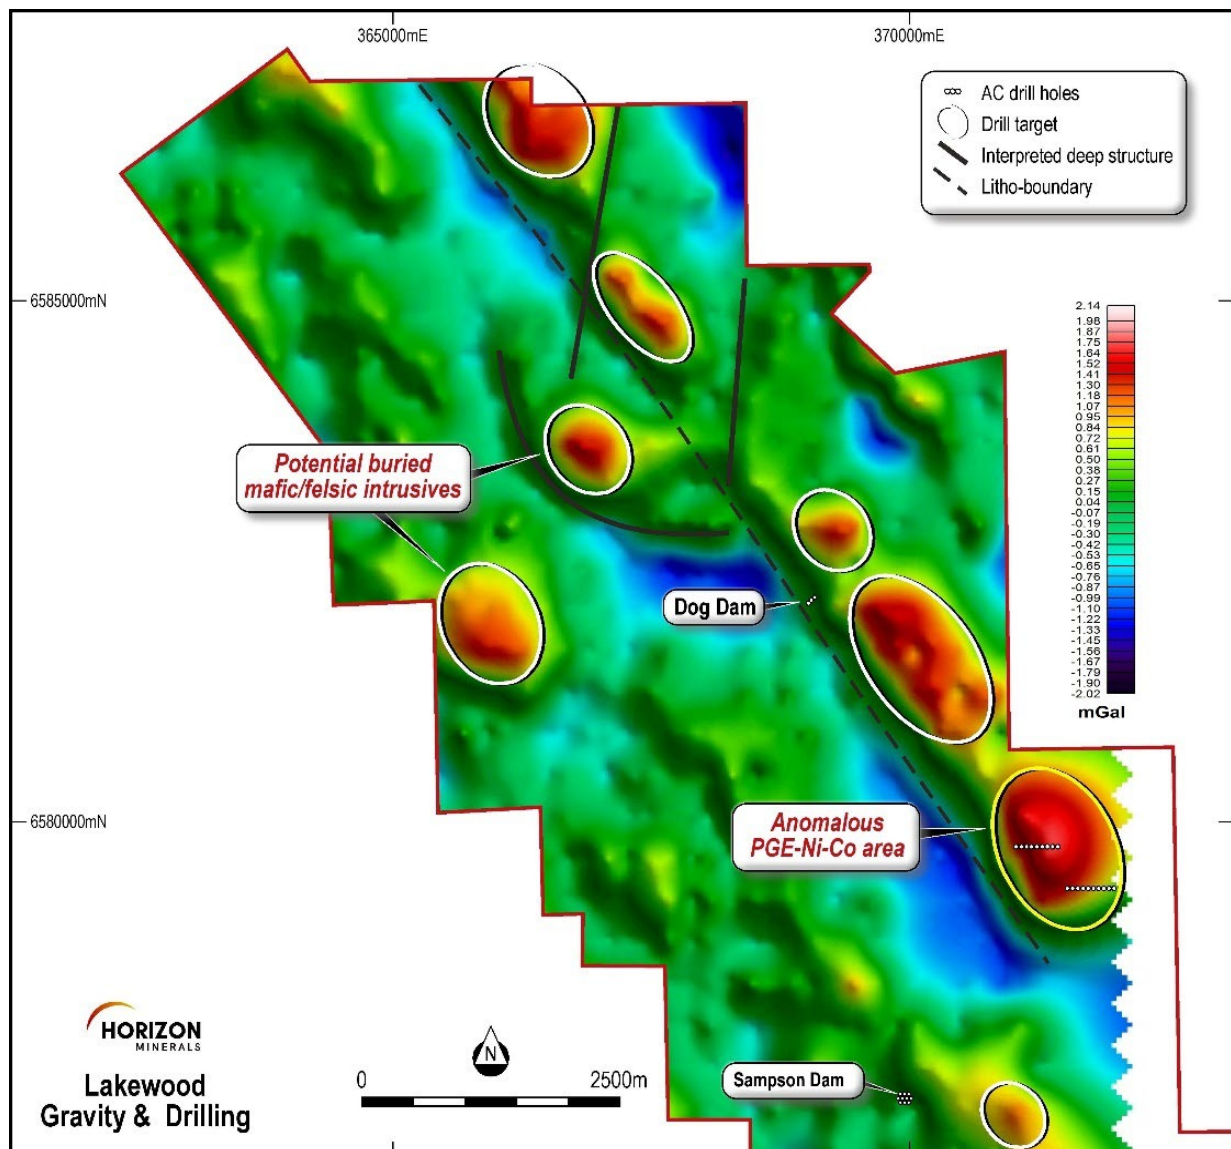 365000mE
370000mE
AC drill holes
Drill target
Interpreted deep structure
Litho-boundary
6585000mN
2.14
1.98
1.87
1.75
1.64
1.52
1.41
1.30
1.18
1.07
0.95
0.84
0.72
0.61
0.50
0.38
0.27
0.15
0.04
-0.07
-0.19
-0.30
-0.42
-0.53
-0.65
-0.76
-0.87
-0.99
-1.10
-1.22
-1.33
-1.45
-1.56
-1.67
-1.79
-1.90
-2.02
mGal
Potential buried
mafic/felsic intrusives
Dog Dam
6580000mN
Anomalous
PGE-Ni-Co area
HORIZON
MINERALS
Lakewood
Gravity & Drilling
N
0 2500m
Sampson Dam